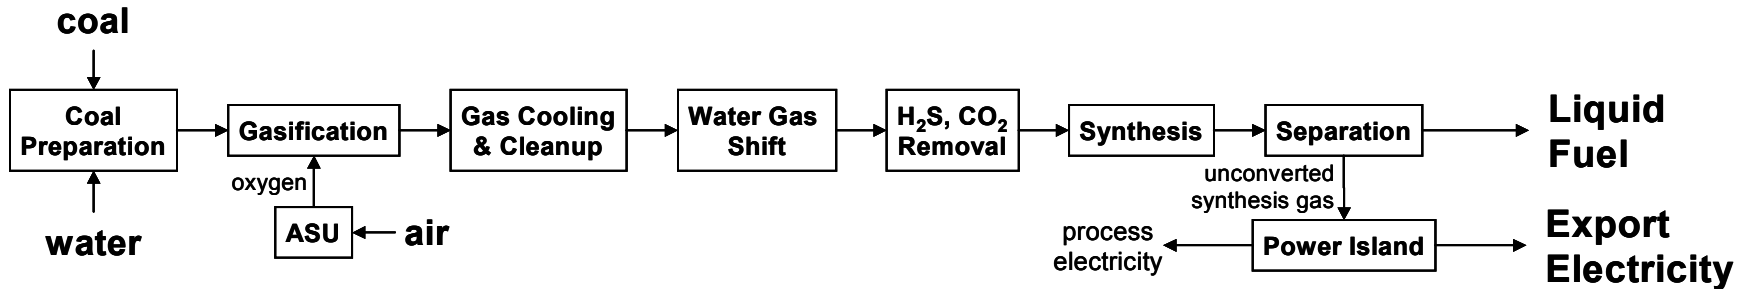 coal
Coal
Preparation
water
Gasification
oxygen
ASU
air
Gas Cooling
& Cleanup
Water Gas
Shift
H₂S, CO₂
Removal
Synthesis
Separation
unconverted
synthesis gas
Power Island
process
electricity
Liquid
Fuel
Export
Electricity